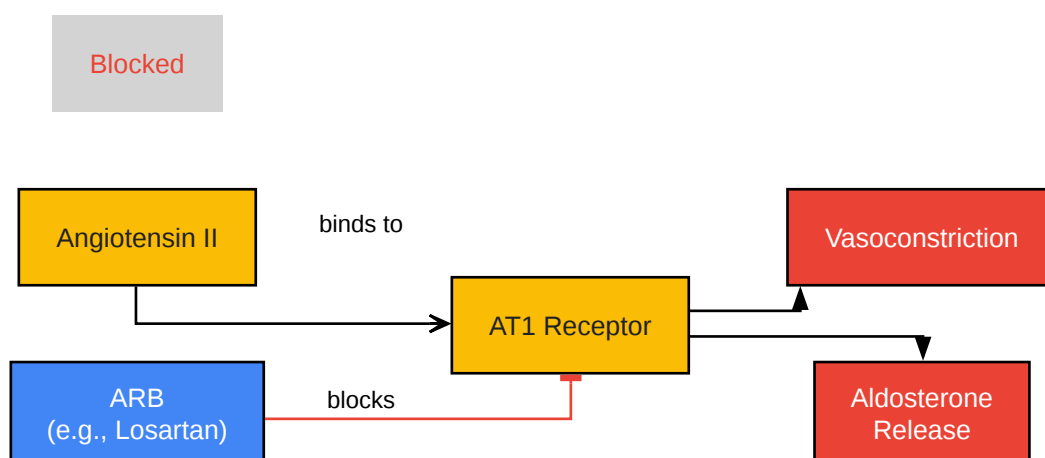 Blocked
Angiotensin II
binds to
Vasoconstriction
AT1 Receptor
ARB
(e.g., Losartan)
blocks
Aldosterone
Release